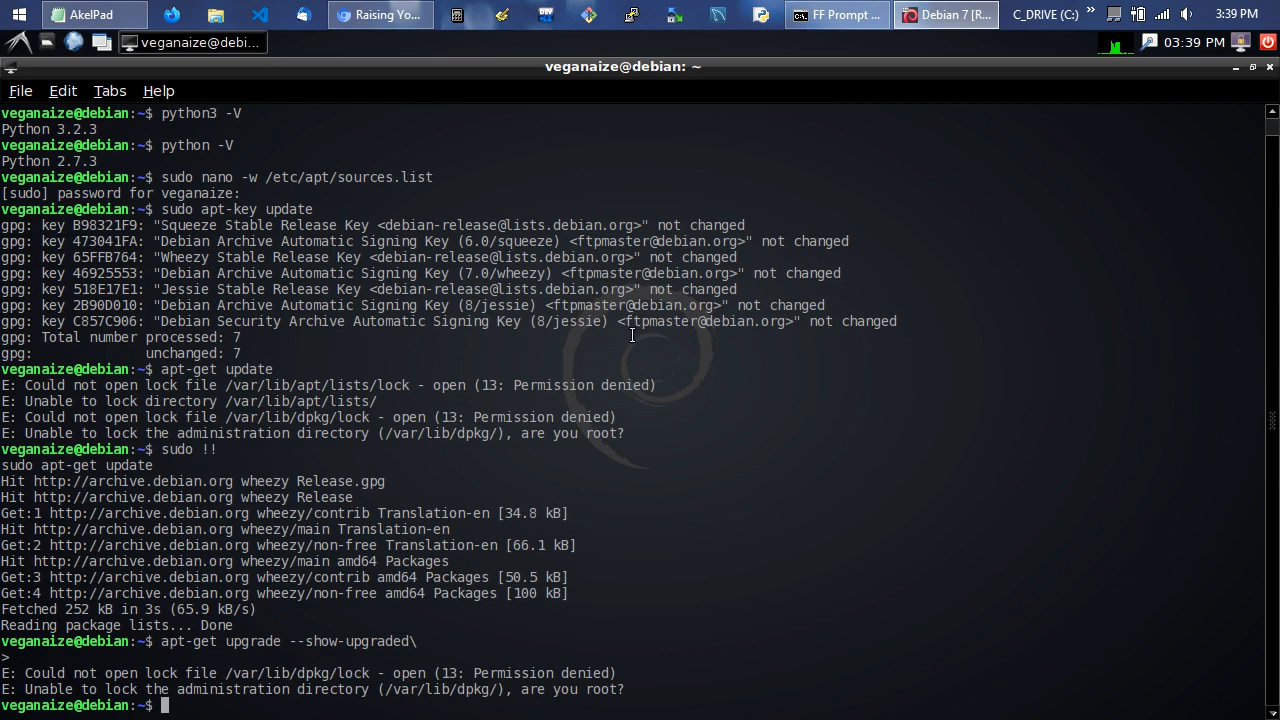 AkelPad
Raising Yo...
FF Prompt ...
Debian 7 [R...
C_DRIVE (C:)
3:39 PM
veganaize@debi...
03:39 PM
veganaize@debian: ~
File Edit Tabs Help
veganaize@debian:~$ python3 -V
Python 3.2.3
veganaize@debian:~$ python -V
Python 2.7.3
veganaize@debian:~$ sudo nano -w /etc/apt/sources.list
[sudo] password for veganaize:
veganaize@debian:~$ sudo apt-key update
gpg: key B98321F9: "Squeeze Stable Release Key <debian-release@lists.debian.org>" not changed
gpg: key 473041FA: "Debian Archive Automatic Signing Key (6.0/squeeze) <ftpmaster@debian.org>" not changed
gpg: key 65FFB764: "Wheezy Stable Release Key <debian-release@lists.debian.org>" not changed
gpg: key 46925553: "Debian Archive Automatic Signing Key (7.0/wheezy) <ftpmaster@debian.org>" not changed
gpg: key 518E17E1: "Jessie Stable Release Key <debian-release@lists.debian.org>" not changed
gpg: key 2B90D010: "Debian Archive Automatic Signing Key (8/jessie) <ftpmaster@debian.org>" not changed
gpg: key C857C906: "Debian Security Archive Automatic Signing Key (8/jessie) <ftpmaster@debian.org>" not changed
gpg: Total number processed: 7
gpg:              unchanged: 7
veganaize@debian:~$ apt-get update
E: Could not open lock file /var/lib/apt/lists/lock - open (13: Permission denied)
E: Unable to lock directory /var/lib/apt/lists/
E: Could not open lock file /var/lib/dpkg/lock - open (13: Permission denied)
E: Unable to lock the administration directory (/var/lib/dpkg/), are you root?
veganaize@debian:~$ sudo !!
sudo apt-get update
Hit http://archive.debian.org wheezy Release.gpg
Hit http://archive.debian.org wheezy Release
Get:1 http://archive.debian.org wheezy/contrib Translation-en [34.8 kB]
Hit http://archive.debian.org wheezy/main Translation-en
Get:2 http://archive.debian.org wheezy/non-free Translation-en [66.1 kB]
Hit http://archive.debian.org wheezy/main amd64 Packages
Get:3 http://archive.debian.org wheezy/contrib amd64 Packages [50.5 kB]
Get:4 http://archive.debian.org wheezy/non-free amd64 Packages [100 kB]
Fetched 252 kB in 3s (65.9 kB/s)
Reading package lists... Done
veganaize@debian:~$ apt-get upgrade --show-upgraded\
>
E: Could not open lock file /var/lib/dpkg/lock - open (13: Permission denied)
E: Unable to lock the administration directory (/var/lib/dpkg/), are you root?
veganaize@debian:~$